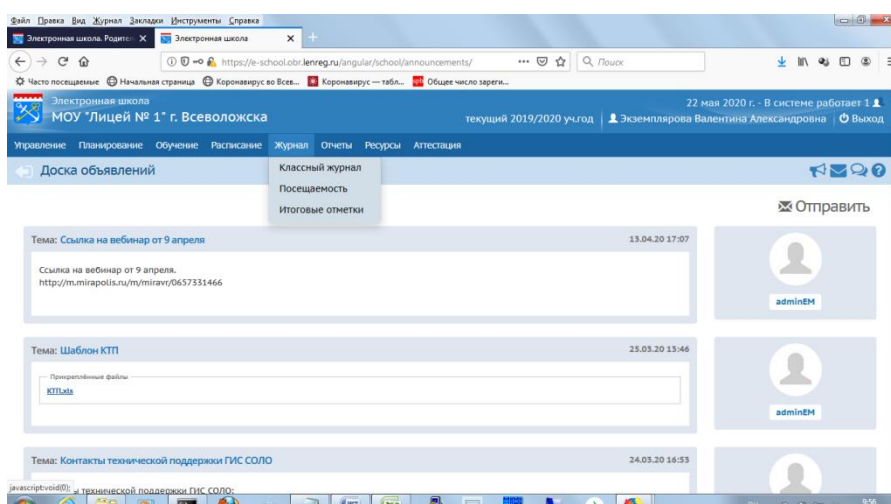 Файл Правка Вид Журнал Закладки Инструменты Справка
Электронная школа. Родител
Электронная школа
https://e-school.obr.lenreg.ru/angular/school/announcements/
Поиск
Часто посещаемые Начальная страница Коронавирус во Всев... Коронавирус — табл... Общее число зареги...
Электронная школа
22 мая 2020 г. - В системе работает 1
МОУ "Лицей № 1" г. Всеволожска
текущий 2019/2020 уч.год Экземплярова Валентина Александровна Выход
Управление Планирование Обучение Расписание Журнал Отчеты Ресурсы Аттестация
Доска объявлений
Классный журнал
Посещаемость
Итоговые отметки
Отправить
Тема: Ссылка на вебинар от 9 апреля 13.04.20 17:07
Ссылка на вебинар от 9 апреля.
http://m.mirapolis.ru/m/miravr/0657331466
adminEM
Тема: Шаблон КТП 25.03.20 13:46
Прикреплённые файлы
КТП.xls
adminEM
Тема: Контакты технической поддержки ГИС СОЛО 24.03.20 16:53
javascript:void(0);
технической поддержки ГИС СОЛО:
9:56